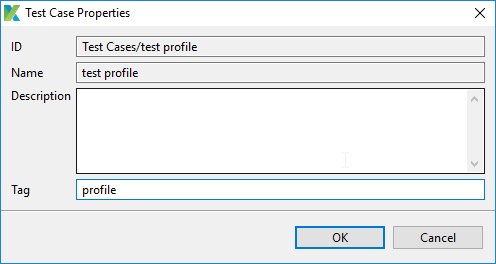 Test Case Properties
ID Test Cases/test profile
Name test profile
Description
Tag profile
OK Cancel